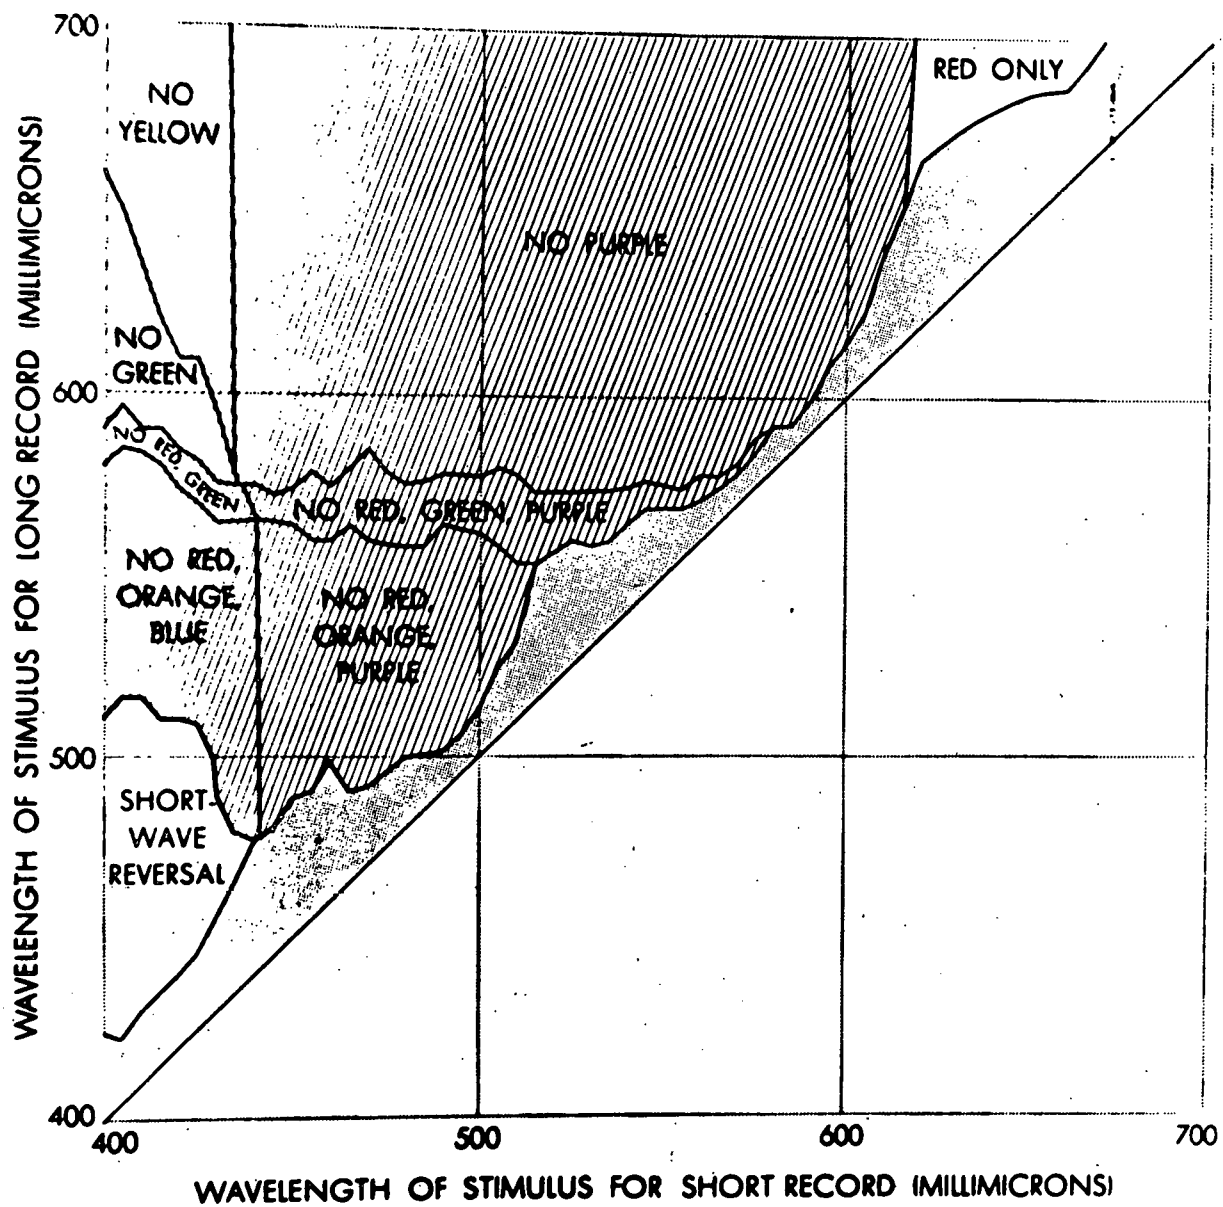 700
RED ONLY
NO
YELLOW
NO PURPLE
NO
GREEN
600
NO RED, GREEN
NO RED, GREEN, PURPLE
NO RED,
ORANGE,
BLUE
NO RED,
ORANGE,
PURPLE
500
SHORT-
WAVE
REVERSAL
400
400
500
600
700
WAVELENGTH OF STIMULUS FOR LONG RECORD (MILLIMICRONS)
WAVELENGTH OF STIMULUS FOR SHORT RECORD (MILLIMICRONS)